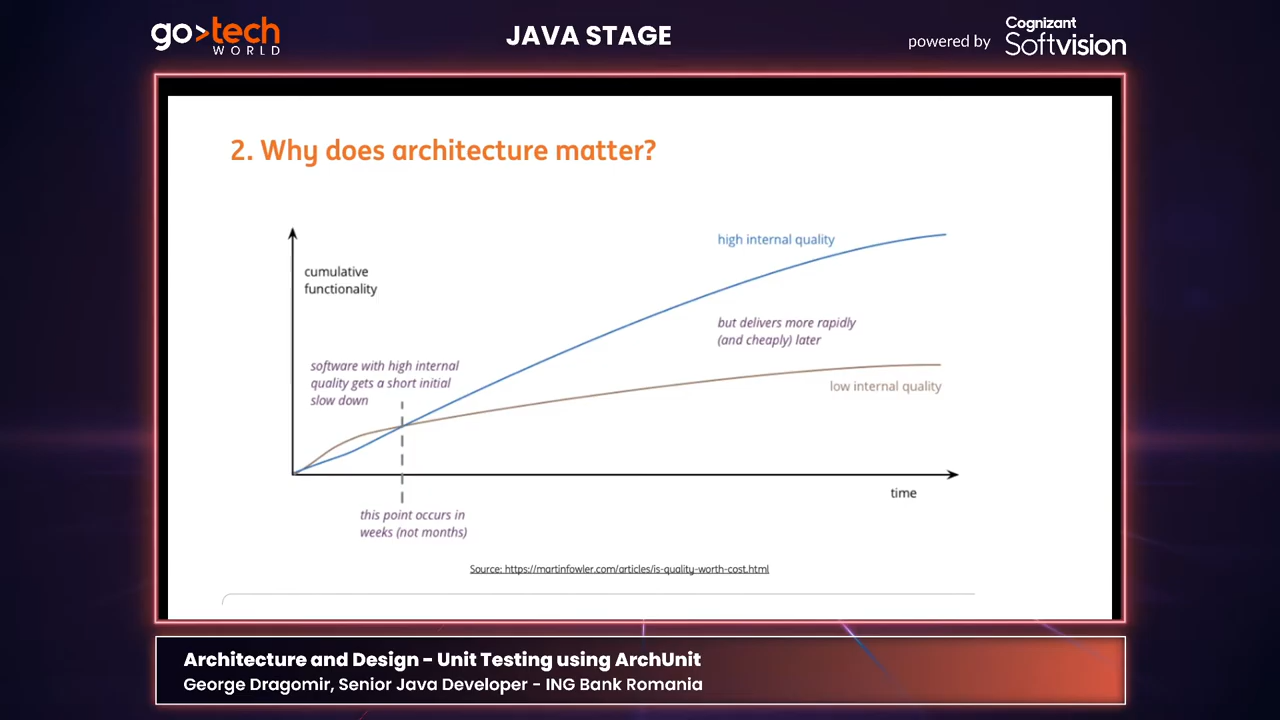 go>tech
WORLD
JAVA STAGE
powered by
Cognizant
Softvision
2. Why does architecture matter?
high internal quality
cumulative
functionality
but delivers more rapidly
(and cheaply) later
software with high internal
quality gets a short initial
slow down
low internal quality
time
this point occurs in
weeks (not months)
Source: https://martinfowler.com/articles/is-quality-worth-cost.html
Architecture and Design - Unit Testing using ArchUnit
George Dragomir, Senior Java Developer - ING Bank Romania